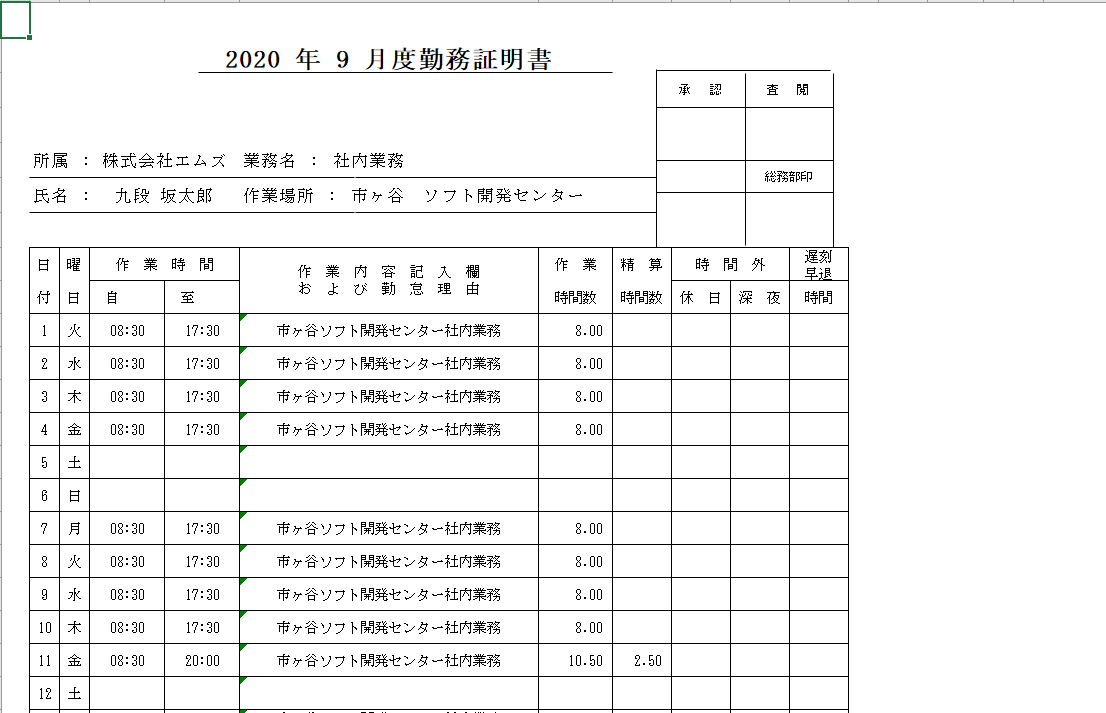 2020 年 9 月度勤務証明書
承 認 査 閲
所属 : 株式会社エムズ 業務名 : 社内業務
総務部印
氏名 : 九段 坂太郎 作業場所 : 市ヶ谷 ソフト開発センター
日付 曜日 作業時間 自 至 作業内容記入欄および勤怠理由 作業時間数 精算時間数 時間外 休日 深夜 遅刻早退時間
1 火 08:30 17:30 市ヶ谷ソフト開発センター社内業務 8.00
2 水 08:30 17:30 市ヶ谷ソフト開発センター社内業務 8.00
3 木 08:30 17:30 市ヶ谷ソフト開発センター社内業務 8.00
4 金 08:30 17:30 市ヶ谷ソフト開発センター社内業務 8.00
5 土
6 日
7 月 08:30 17:30 市ヶ谷ソフト開発センター社内業務 8.00
8 火 08:30 17:30 市ヶ谷ソフト開発センター社内業務 8.00
9 水 08:30 17:30 市ヶ谷ソフト開発センター社内業務 8.00
10 木 08:30 17:30 市ヶ谷ソフト開発センター社内業務 8.00
11 金 08:30 20:00 市ヶ谷ソフト開発センター社内業務 10.50 2.50
12 土